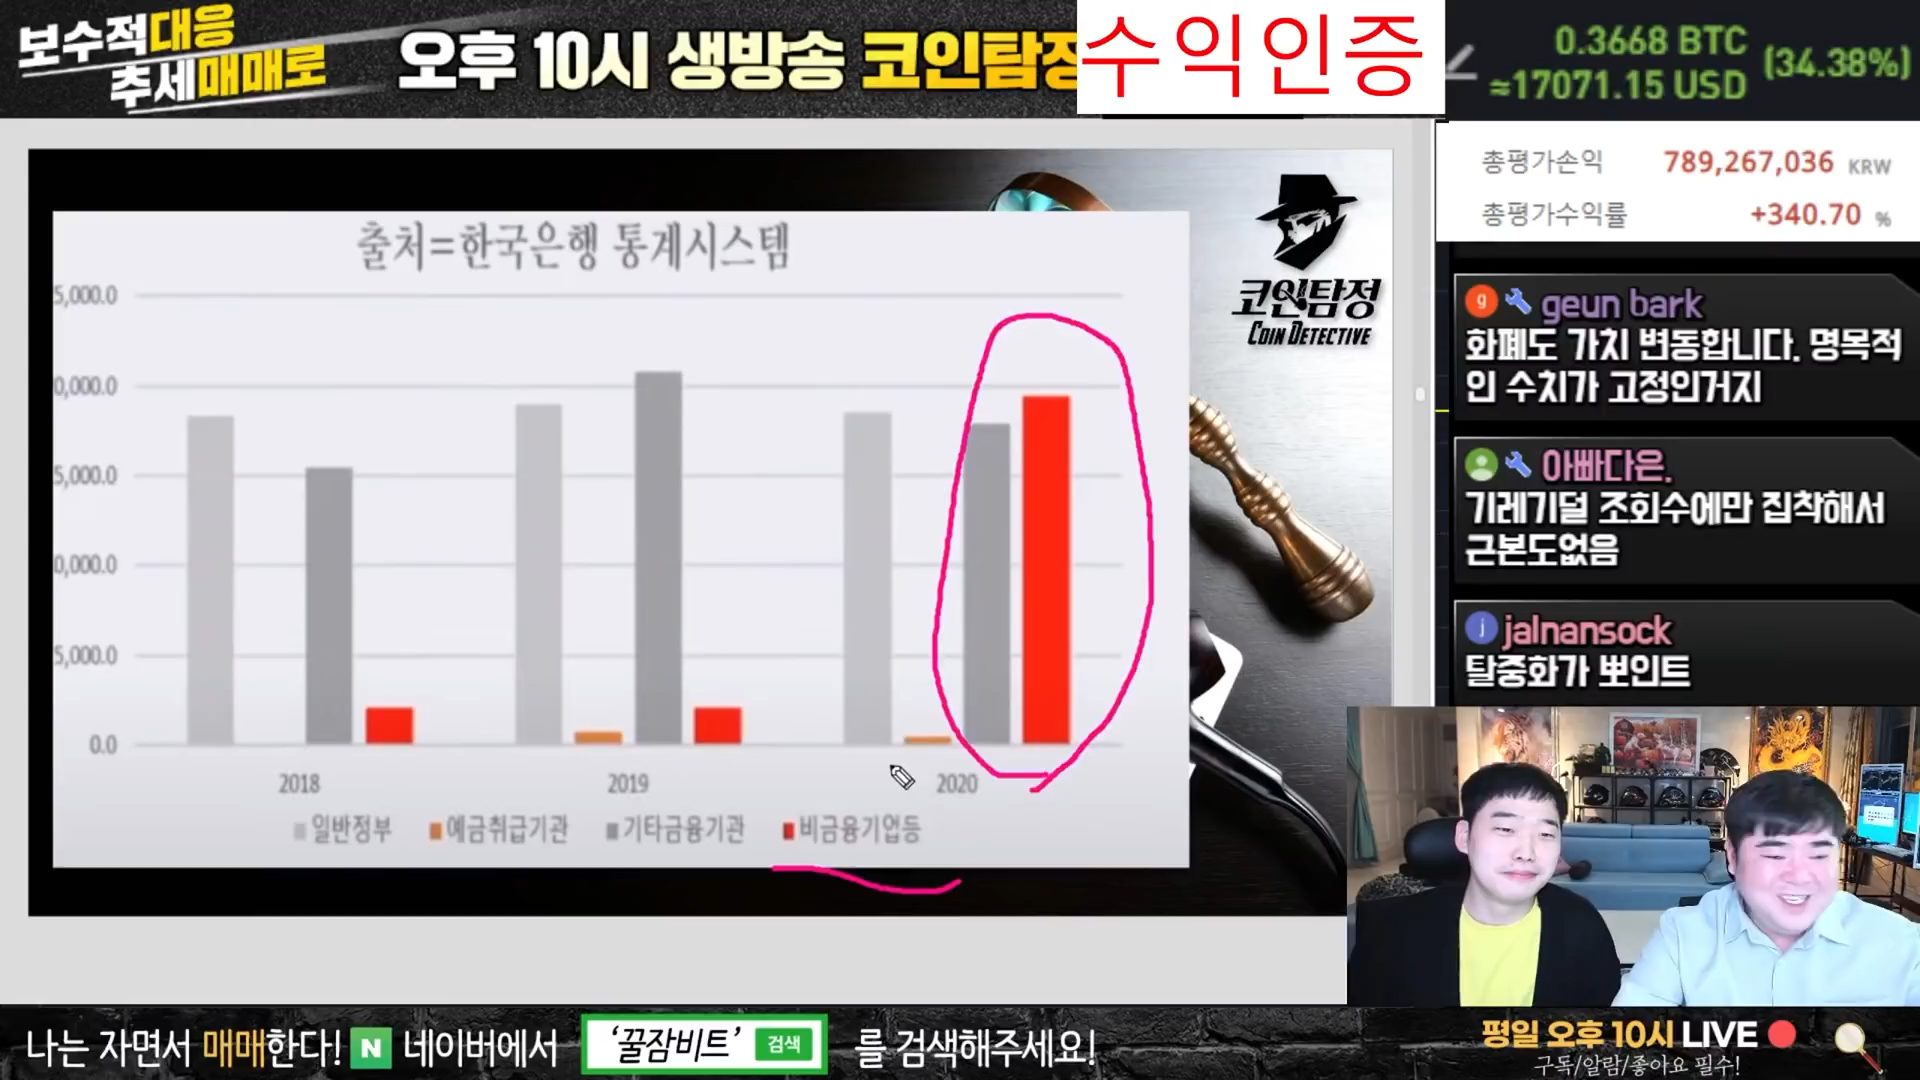 보수적대응
추세매매로
오후 10시 생방송 코인탐정
수익인증
0.3668 BTC
≈17071.15 USD
(34.38%)
총평가손익 789,267,036 KRW
총평가수익률 +340.70 %
출처=한국은행 통계시스템
5,000.0
0,000.0
5,000.0
0,000.0
5,000.0
0.0
2018 2019 2020
일반정부 예금취급기관 기타금융기관 비금융기업등
코인탐정
COIN DETECTIVE
g geun bark
화폐도 가치 변동합니다. 명목적
인 수치가 고정인거지
아빠다은.
기레기덜 조회수에만 집착해서
근본도없음
j jalnansock
탈중화가 뽀인트
나는 자면서 매매한다! N 네이버에서 ‘꿀잠비트’ 검색 를 검색해주세요!
평일 오후 10시 LIVE
구독/알람/좋아요 필수!